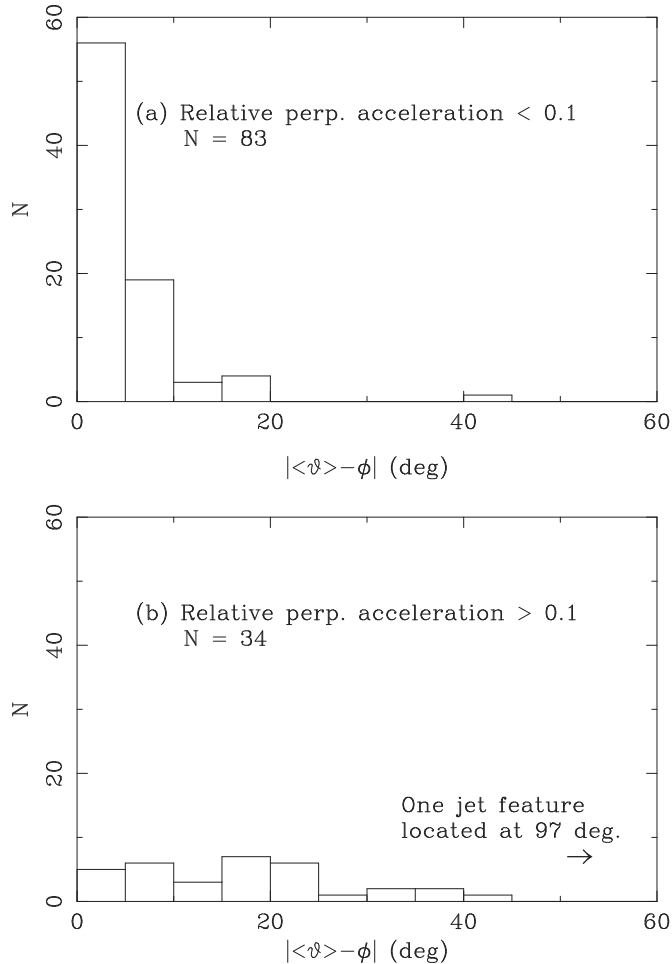 60
40
20
0
N
(a) Relative perp. acceleration < 0.1
N = 83
0 20 40 60
|<ϑ>−ϕ| (deg)
60
40
20
0
N
(b) Relative perp. acceleration > 0.1
N = 34
One jet feature
located at 97 deg.
→
0 20 40 60
|<ϑ>−ϕ| (deg)